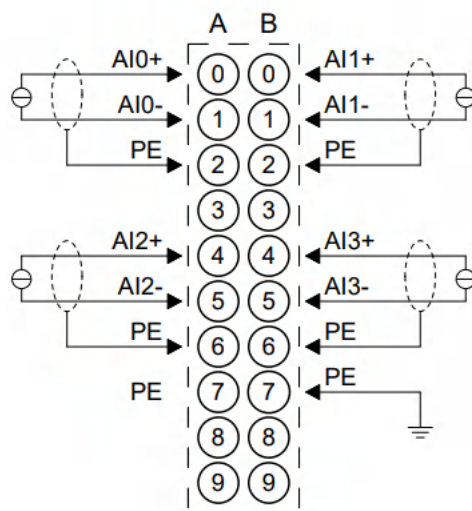 A B
AI0+ 0 0 AI1+
AI0- 1 1 AI1-
PE 2 2 PE
3 3
AI2+ 4 4 AI3+
AI2- 5 5 AI3-
PE 6 6 PE
PE 7 7 PE
8 8
9 9